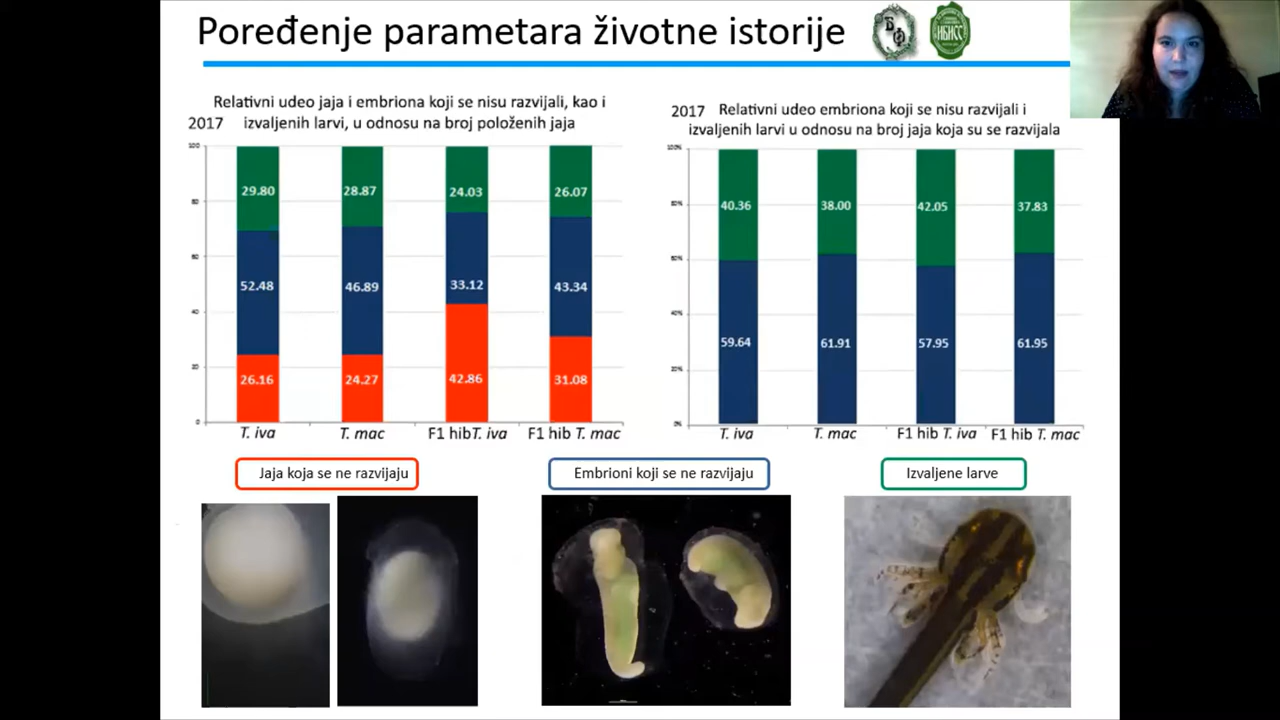 Poređenje parametara životne istorije
ИБИСС
Relativni udeo jaja i embriona koji se nisu razvijali, kao i
2017 izvaljenih larvi, u odnosu na broj položenih jaja
100
80
60
40
20
0
29.80
28.87
24.03
26.07
52.48
46.89
33.12
43.34
26.16
24.27
42.86
31.08
T. iva
T. mac
F1 hibT. iva
F1 hib T. mac
2017 Relativni udeo embriona koji se nisu razvijali i
izvaljenih larvi u odnosu na broj jaja koja su se razvijala
100%
80%
60%
40%
20%
0%
40.36
38.00
42.05
37.83
59.64
61.91
57.95
61.95
T. iva
T. mac
F1 hib T. iva
F1 hib T. mac
Jaja koja se ne razvijaju
Embrioni koji se ne razvijaju
Izvaljene larve